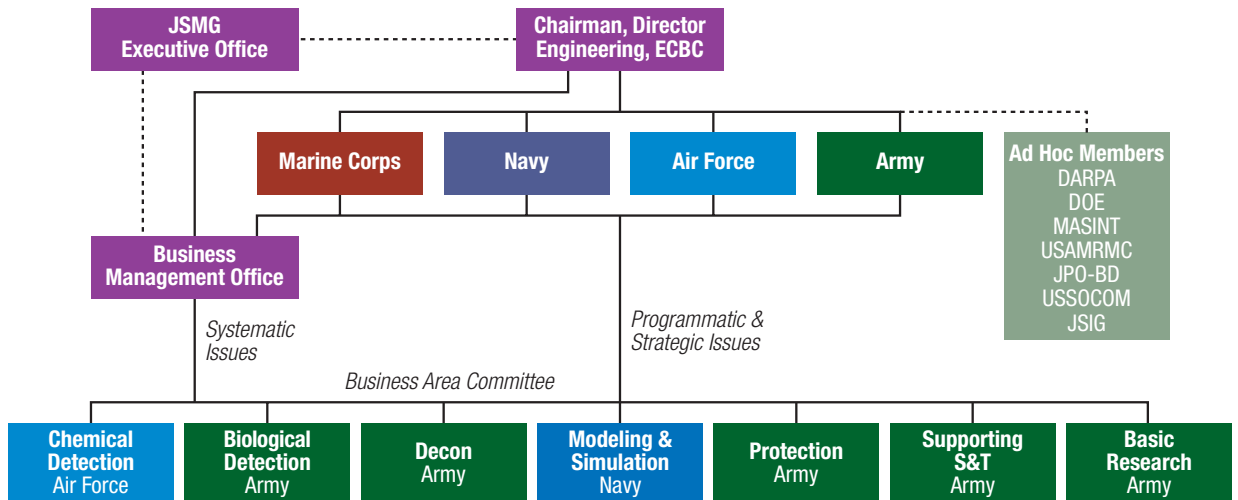 JSMG
Executive Office
Chairman, Director
Engineering, ECBC
Marine Corps
Navy
Air Force
Army
Ad Hoc Members
DARPA
DOE
MASINT
USAMRMC
JPO-BD
USSOCOM
JSIG
Business
Management Office
Systematic
Issues
Programmatic &
Strategic Issues
Business Area Committee
Chemical
Detection
Air Force
Biological
Detection
Army
Decon
Army
Modeling &
Simulation
Navy
Protection
Army
Supporting
S&T
Army
Basic
Research
Army